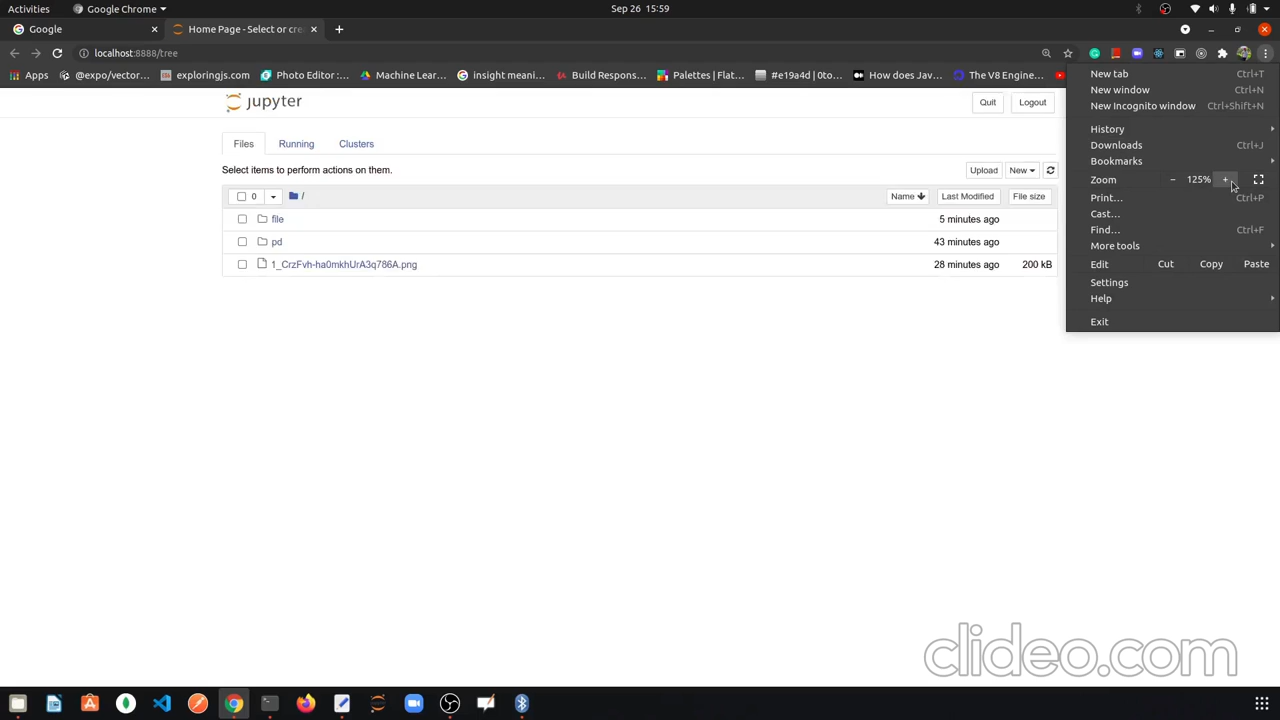 Activities Google Chrome Sep 26 15:59
Google Home Page - Select or cre
localhost:8888/tree
Apps @expo/vector... exploringjs.com Photo Editor :... Machine Lear... insight meani... Build Respons... Palettes | Flat... #e19a4d | 0to... How does Jav... The V8 Engine...
New tab Ctrl+T
New window Ctrl+N
New Incognito window Ctrl+Shift+N
History
Downloads Ctrl+J
Bookmarks
Zoom − 125% +
Print... Ctrl+P
Cast...
Find... Ctrl+F
More tools
Edit Cut Copy Paste
Settings
Help
Exit
jupyter Quit Logout
Files Running Clusters
Select items to perform actions on them. Upload New
0 / Name Last Modified File size
file 5 minutes ago
pd 43 minutes ago
1_CrzFvh-ha0mkhUrA3q786A.png 28 minutes ago 200 kB
clideo.com